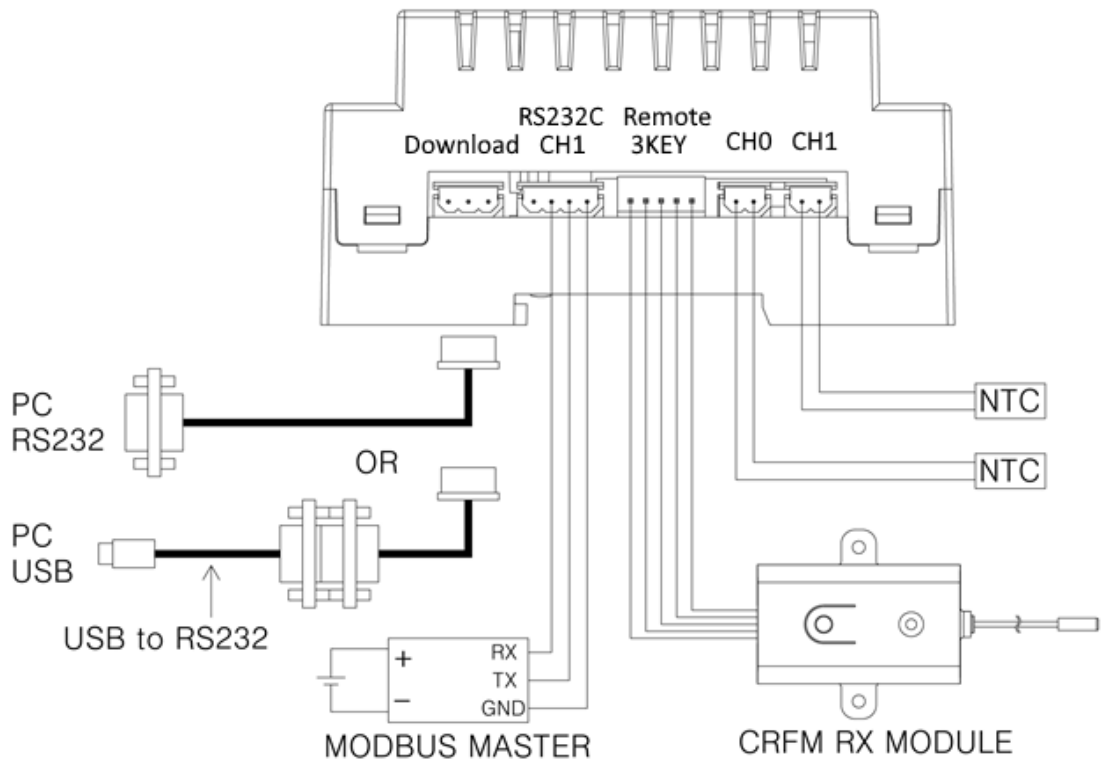 RS232C
CH1
Remote
3KEY
Download
CH0
CH1
PC
RS232
OR
PC
USB
USB to RS232
NTC
NTC
+
−
RX
TX
GND
MODBUS MASTER
CRFM RX MODULE